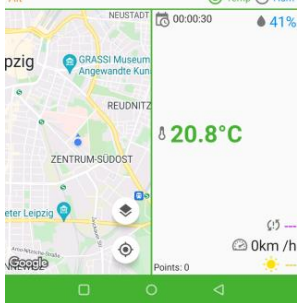 Temp
NEUSTADT
00:00:30
41%
pzig
GRASSI Museum
Angewandte Kun
REUDNITZ
20.8°C
ZENTRUM-SÜDOST
eter Leipzig
---
0km /h
---
Google
Points: 0